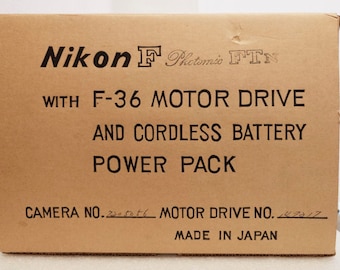 Nikon F Photomic FTN
WITH F-36 MOTOR DRIVE
AND CORDLESS BATTERY
POWER PACK
CAMERA NO. MOTOR DRIVE NO.
MADE IN JAPAN